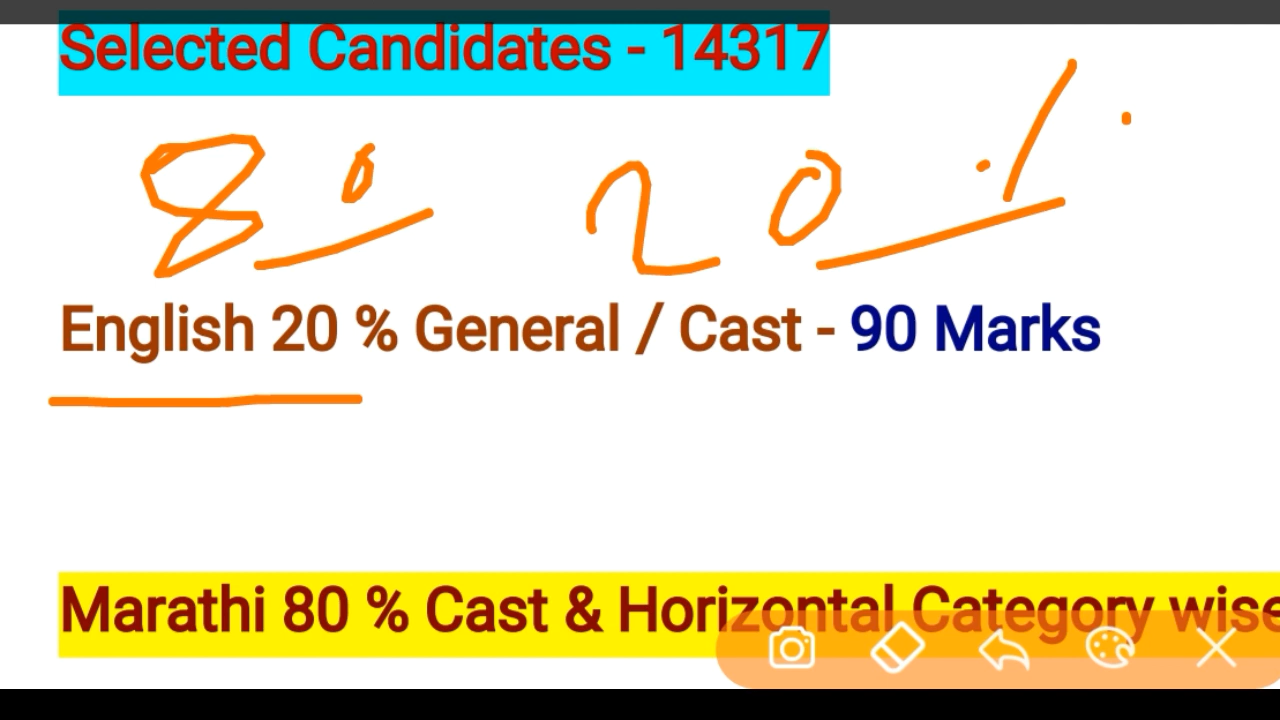 Selected Candidates - 14317
80 20 %
English 20 % General / Cast - 90 Marks
Marathi 80 % Cast & Horizontal Category wise